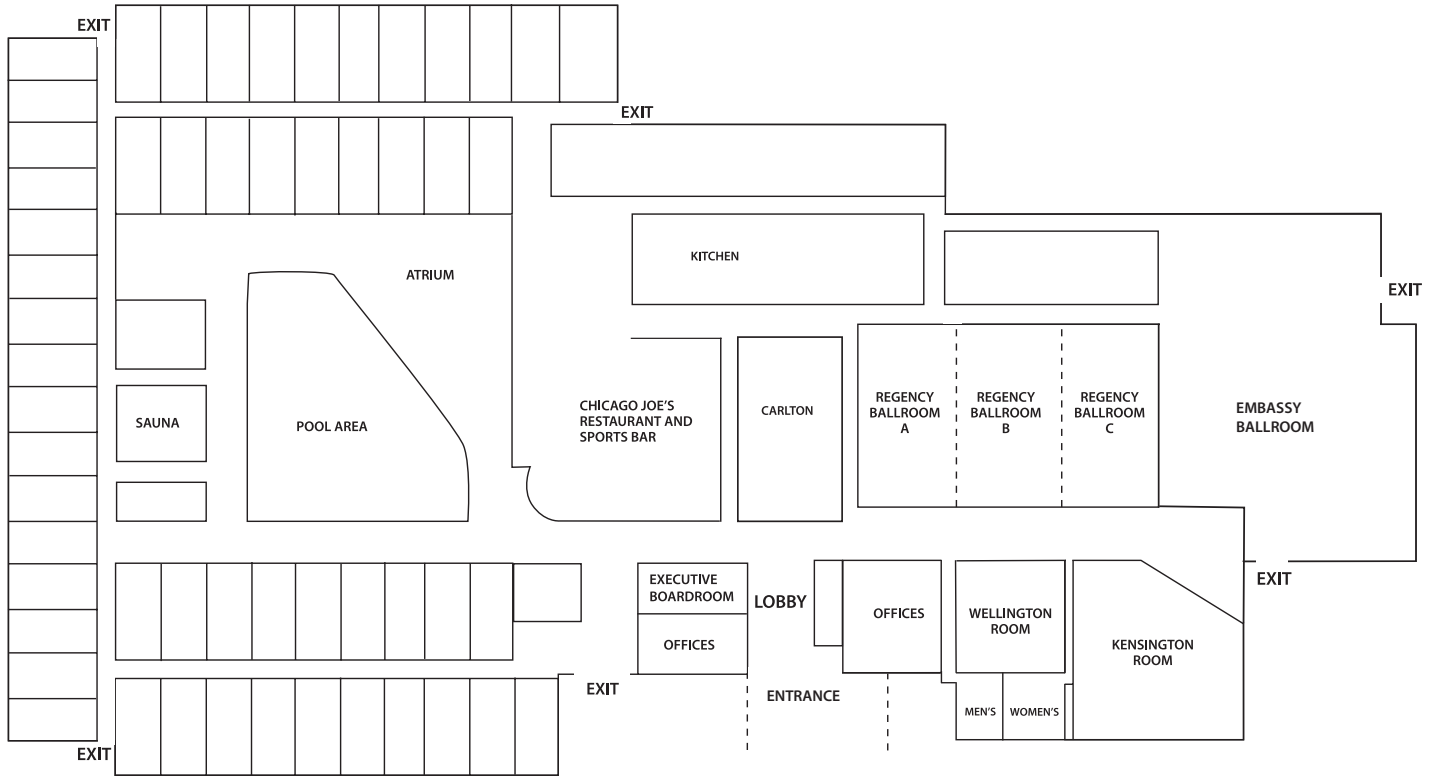 EXIT
EXIT
KITCHEN
ATRIUM
EXIT
CHICAGO JOE'S
RESTAURANT AND
SPORTS BAR
CARLTON
REGENCY
BALLROOM
A
REGENCY
BALLROOM
B
REGENCY
BALLROOM
C
EMBASSY
BALLROOM
SAUNA
POOL AREA
EXECUTIVE
BOARDROOM
LOBBY
OFFICES
WELLINGTON
ROOM
EXIT
OFFICES
KENSINGTON
ROOM
EXIT
ENTRANCE
MEN'S
WOMEN'S
EXIT